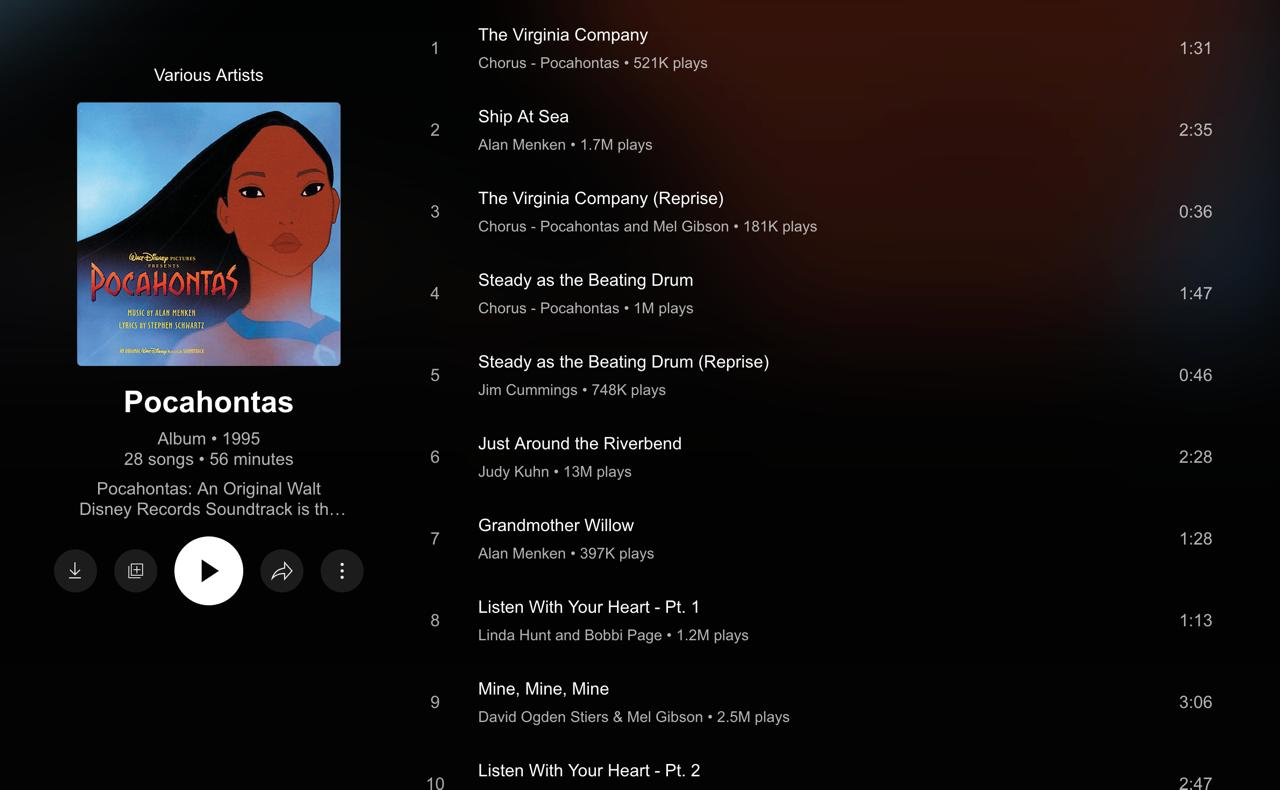 Various Artists
Walt Disney PICTURES
PRESENTS
POCAHONTAS
MUSIC BY ALAN MENKEN
LYRICS BY STEPHEN SCHWARTZ
AN ORIGINAL Walt Disney RECORDS SOUNDTRACK
Pocahontas
Album • 1995
28 songs • 56 minutes
Pocahontas: An Original Walt
Disney Records Soundtrack is th…
1
The Virginia Company
Chorus - Pocahontas • 521K plays
1:31
2
Ship At Sea
Alan Menken • 1.7M plays
2:35
3
The Virginia Company (Reprise)
Chorus - Pocahontas and Mel Gibson • 181K plays
0:36
4
Steady as the Beating Drum
Chorus - Pocahontas • 1M plays
1:47
5
Steady as the Beating Drum (Reprise)
Jim Cummings • 748K plays
0:46
6
Just Around the Riverbend
Judy Kuhn • 13M plays
2:28
7
Grandmother Willow
Alan Menken • 397K plays
1:28
8
Listen With Your Heart - Pt. 1
Linda Hunt and Bobbi Page • 1.2M plays
1:13
9
Mine, Mine, Mine
David Ogden Stiers & Mel Gibson • 2.5M plays
3:06
10
Listen With Your Heart - Pt. 2
2:47